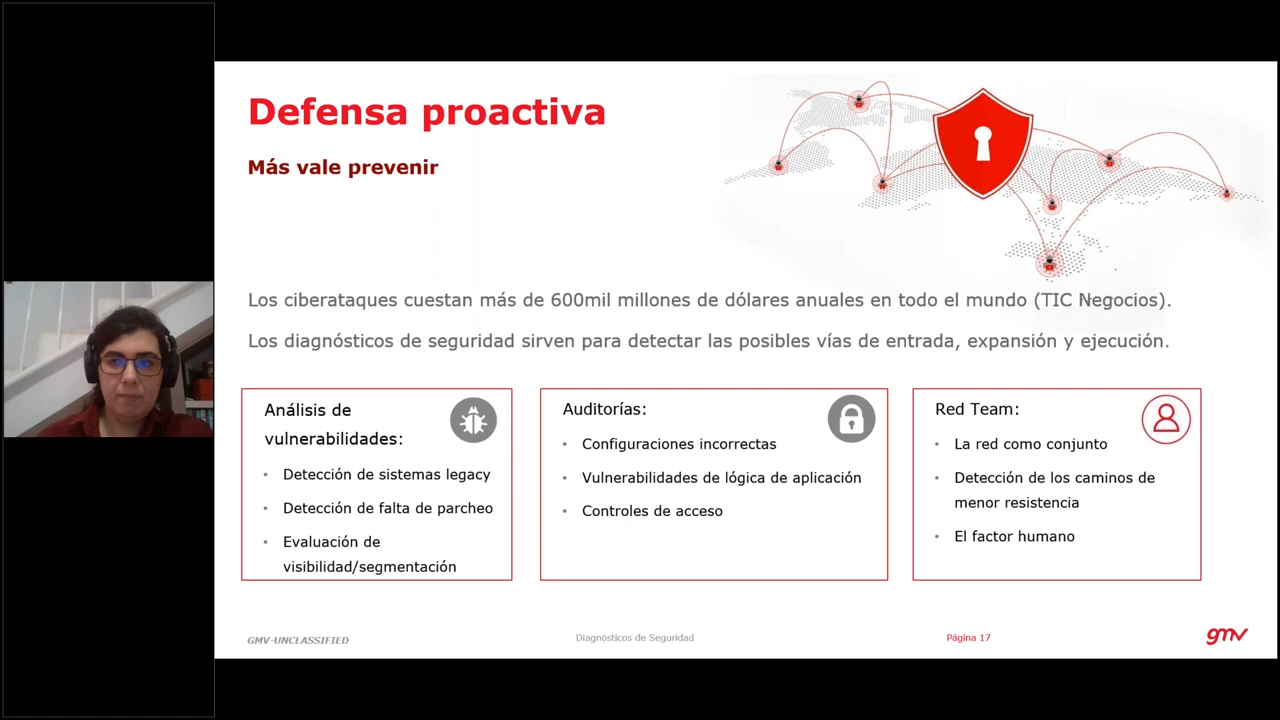 Defensa proactiva
Más vale prevenir
Los ciberataques cuestan más de 600mil millones de dólares anuales en todo el mundo (TIC Negocios).
Los diagnósticos de seguridad sirven para detectar las posibles vías de entrada, expansión y ejecución.
Análisis de
vulnerabilidades:
• Detección de sistemas legacy
• Detección de falta de parcheo
• Evaluación de
visibilidad/segmentación
Auditorías:
• Configuraciones incorrectas
• Vulnerabilidades de lógica de aplicación
• Controles de acceso
Red Team:
• La red como conjunto
• Detección de los caminos de
menor resistencia
• El factor humano
GMV-UNCLASSIFIED
Diagnósticos de Seguridad
Página 17
gmv